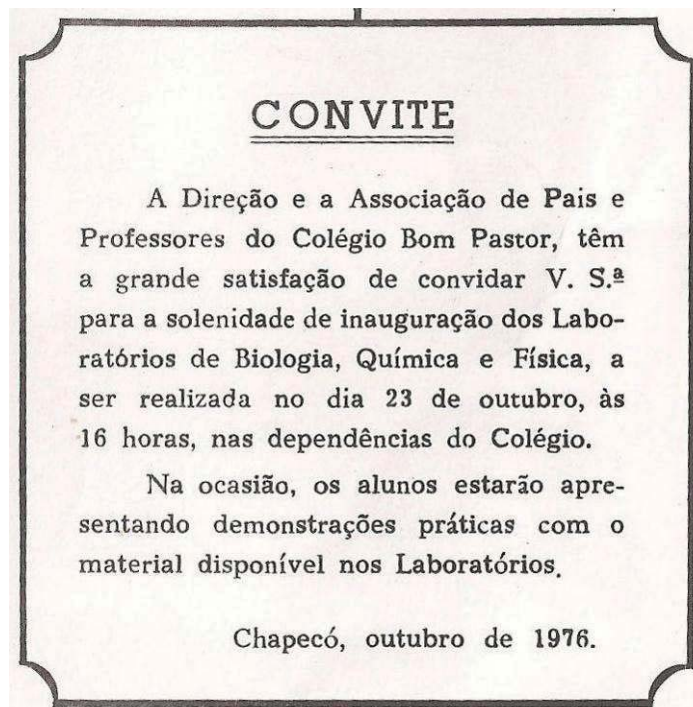 CONVITE
A Direção e a Associação de Pais e
Professores do Colégio Bom Pastor, têm
a grande satisfação de convidar V. S.ª
para a solenidade de inauguração dos Labo-
ratórios de Biologia, Química e Física, a
ser realizada no dia 23 de outubro, às
16 horas, nas dependências do Colégio.
Na ocasião, os alunos estarão apre-
sentando demonstrações práticas com o
material disponível nos Laboratórios.
Chapecó, outubro de 1976.